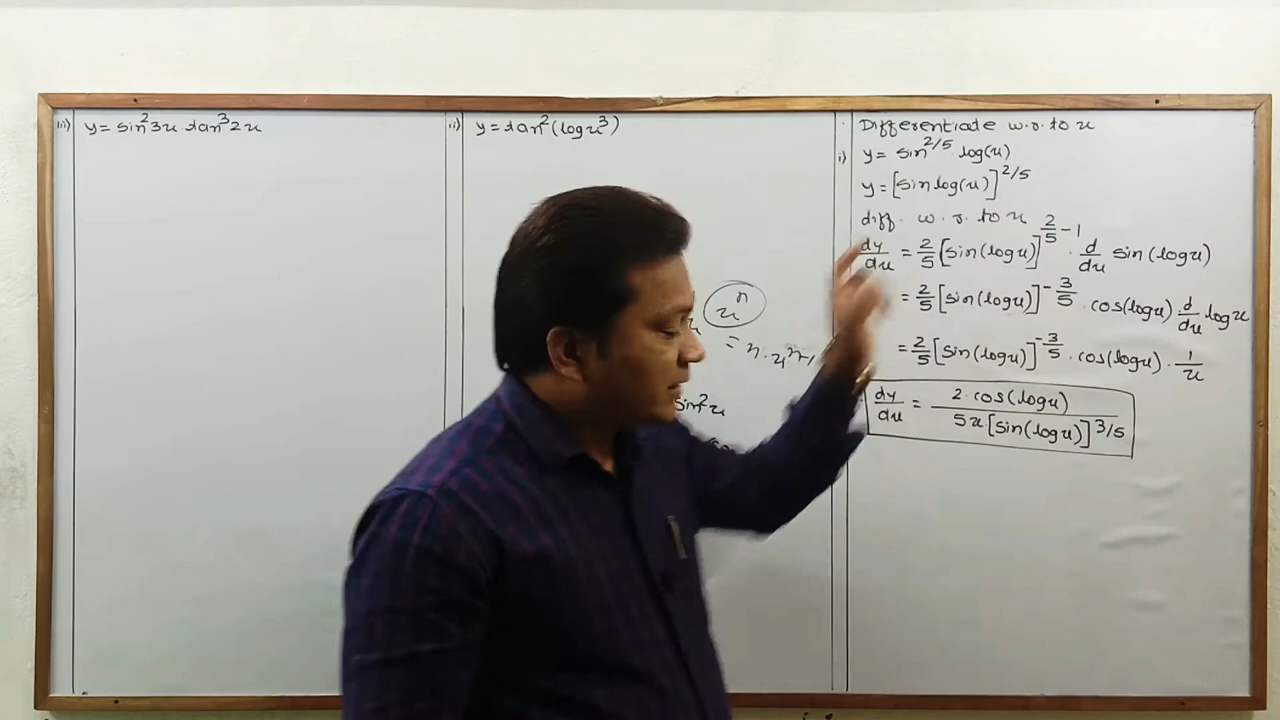 iii) y = sin²3x . tan³2x
ii) y = tan²(log x³)
xⁿ
= n . xⁿ⁻¹
sin²x
Differentiate w.r. to x
i) y = sin^2/5 log(x)
y = [sin log(x)]^2/5
diff. w.r. to x
dy/dx = 2/5 [sin(log x)]^(2/5 - 1) . d/dx sin(log x)
= 2/5 [sin(log x)]^-3/5 . cos(log x) d/dx log x
= 2/5 [sin(log x)]^-3/5 . cos(log x) . 1/x
dy/dx = 2 . cos(log x) / 5x [sin(log x)]^3/5